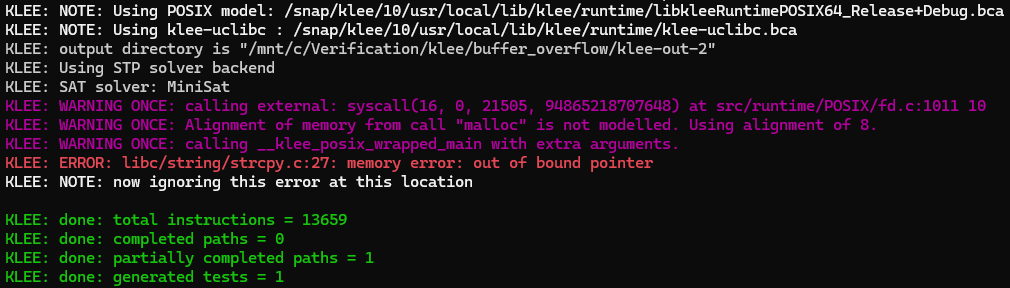 KLEE: NOTE: Using POSIX model: /snap/klee/10/usr/local/lib/klee/runtime/libkleeRuntimePOSIX64_Release+Debug.bca
KLEE: NOTE: Using klee-uclibc : /snap/klee/10/usr/local/lib/klee/runtime/klee-uclibc.bca
KLEE: output directory is "/mnt/c/Verification/klee/buffer_overflow/klee-out-2"
KLEE: Using STP solver backend
KLEE: SAT solver: MiniSat
KLEE: WARNING ONCE: calling external: syscall(16, 0, 21505, 94865218707648) at src/runtime/POSIX/fd.c:1011 10
KLEE: WARNING ONCE: Alignment of memory from call "malloc" is not modelled. Using alignment of 8.
KLEE: WARNING ONCE: calling __klee_posix_wrapped_main with extra arguments.
KLEE: ERROR: libc/string/strcpy.c:27: memory error: out of bound pointer
KLEE: NOTE: now ignoring this error at this location
KLEE: done: total instructions = 13659
KLEE: done: completed paths = 0
KLEE: done: partially completed paths = 1
KLEE: done: generated tests = 1